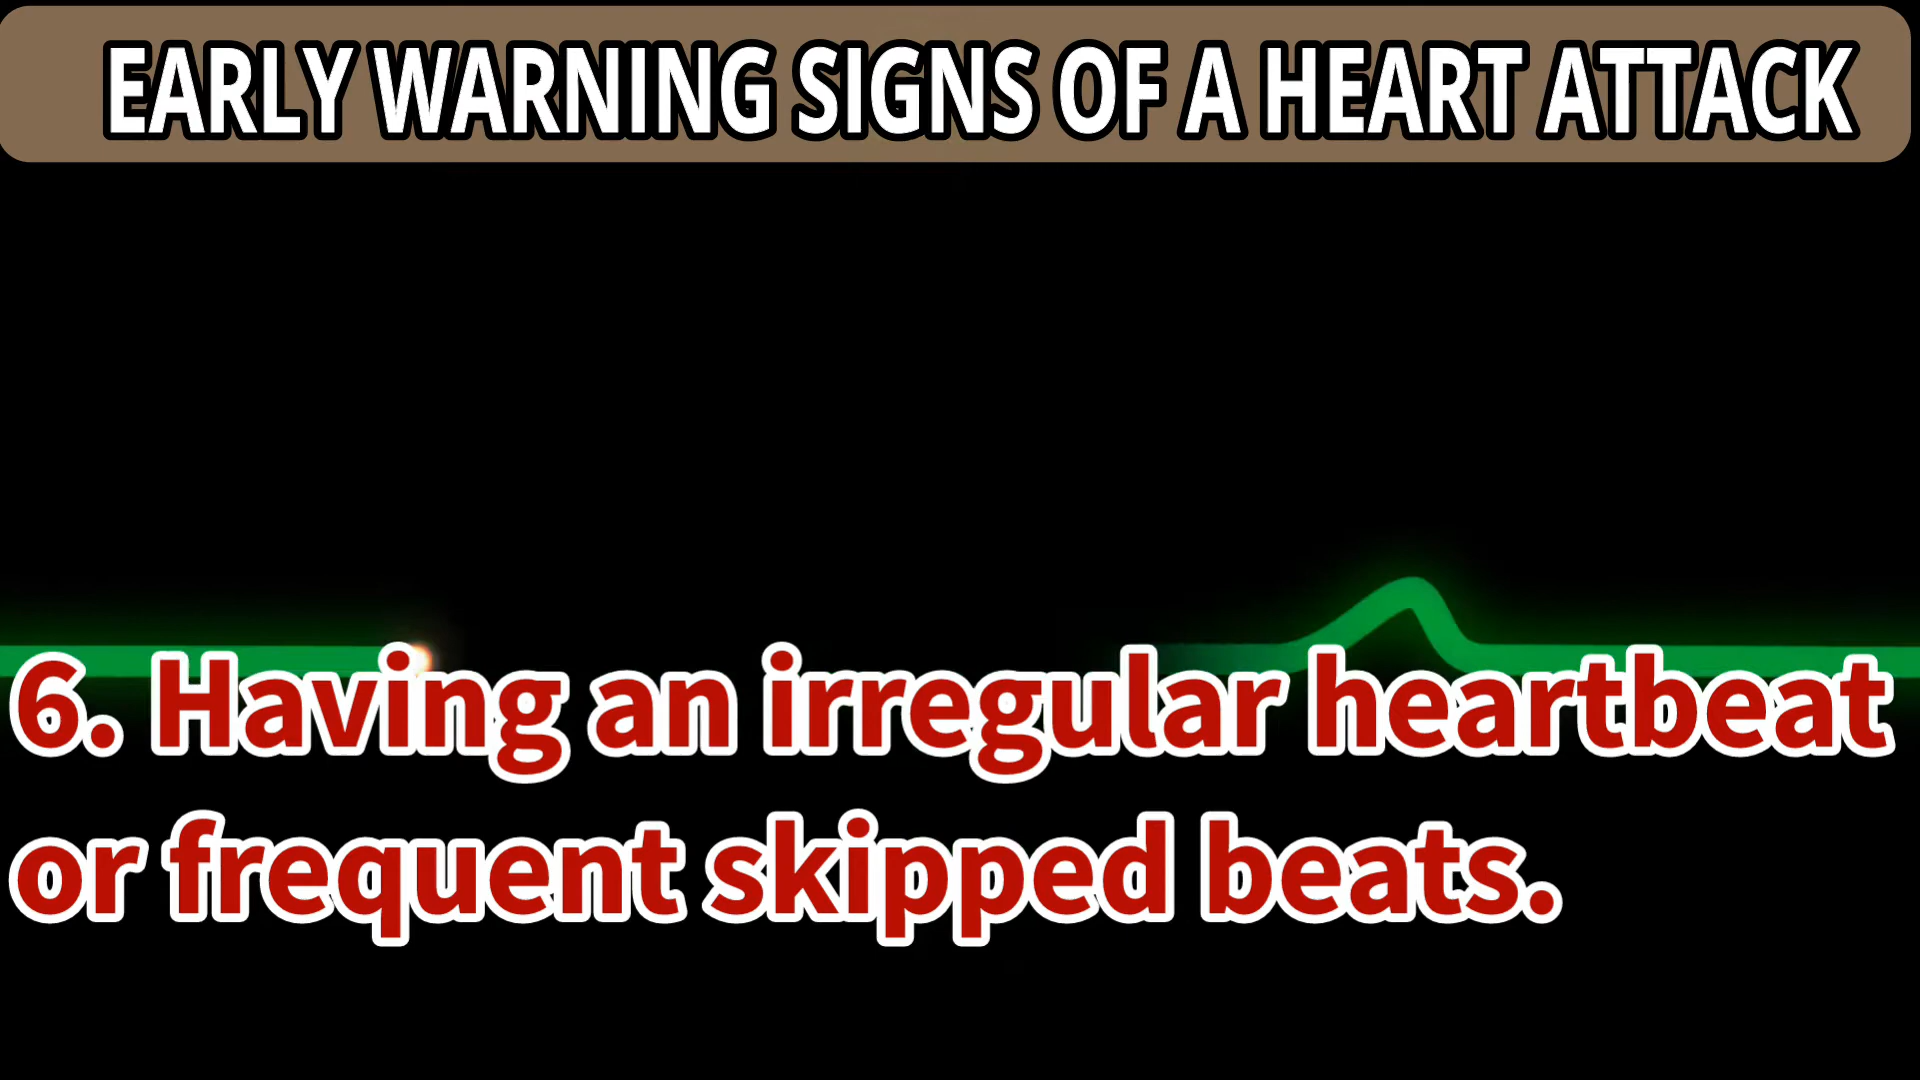 EARLY WARNING SIGNS OF A HEART ATTACK
6. Having an irregular heartbeat
or frequent skipped beats.